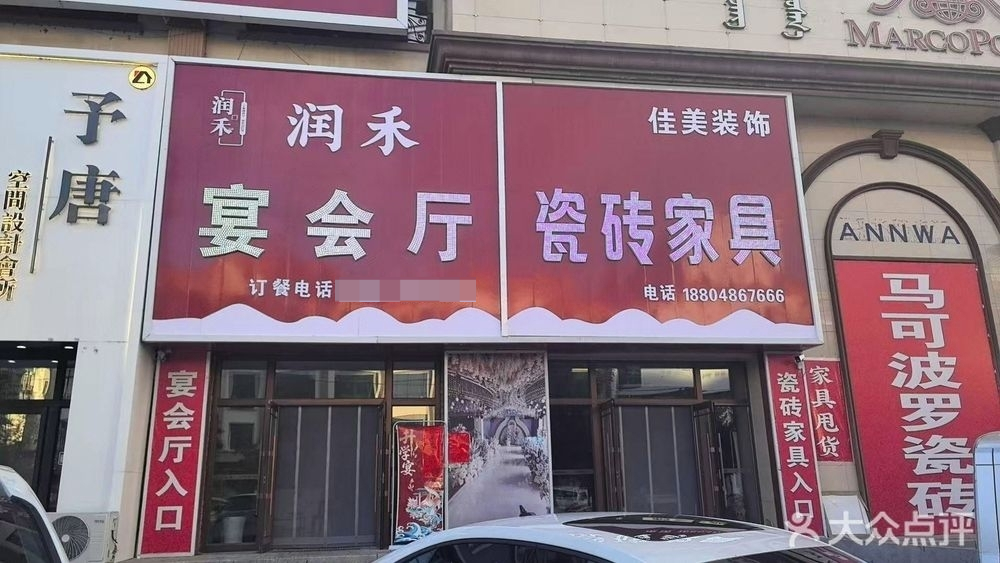 MARCOPO
予唐
空間設計會所
润禾
润禾
宴会厅
订餐电话
佳美装饰
瓷砖家具
电话 18804867666
ANNWA
马可波罗瓷砖
宴会厅入口
升学宴
瓷砖家具入口
家具甩货
大众点评